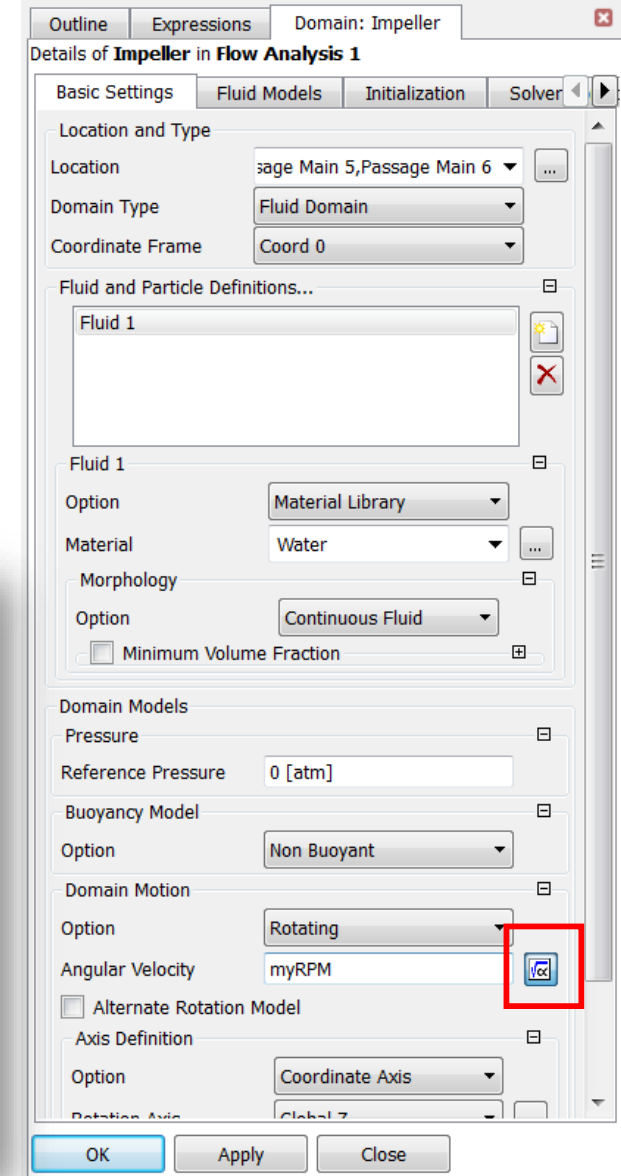 Outline Expressions Domain: Impeller
Details of Impeller in Flow Analysis 1
Basic Settings Fluid Models Initialization Solver
Location and Type
Location sage Main 5,Passage Main 6 ...
Domain Type Fluid Domain
Coordinate Frame Coord 0
Fluid and Particle Definitions...
Fluid 1
Fluid 1
Option Material Library
Material Water ...
Morphology
Option Continuous Fluid
Minimum Volume Fraction
Domain Models
Pressure
Reference Pressure 0 [atm]
Buoyancy Model
Option Non Buoyant
Domain Motion
Option Rotating
Angular Velocity myRPM
Alternate Rotation Model
Axis Definition
Option Coordinate Axis
Rotation Axis Global Z
OK Apply Close